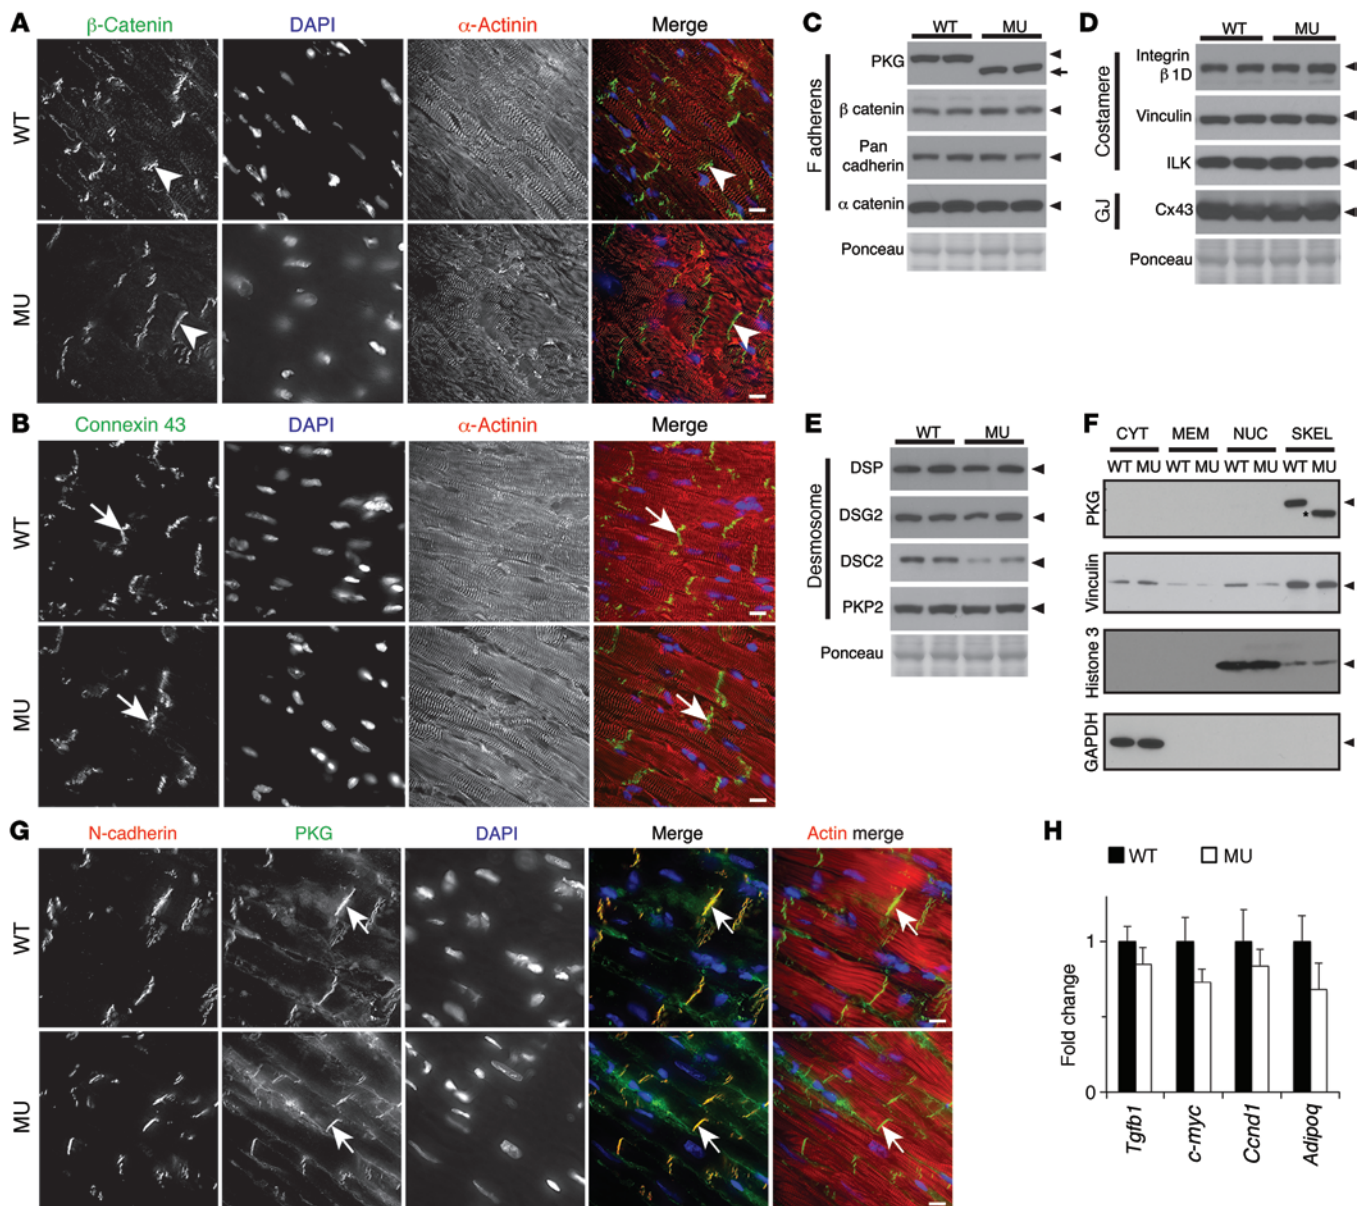 A
β-Catenin
DAPI
α-Actinin
Merge
WT
MU
B
Connexin 43
DAPI
α-Actinin
Merge
WT
MU
C
WT
MU
F adherens
PKG
β catenin
Pan
cadherin
α catenin
Ponceau
D
WT
MU
Costamere
Integrin
β 1D
Vinculin
ILK
GJ
Cx43
Ponceau
E
WT
MU
Desmosome
DSP
DSG2
DSC2
PKP2
Ponceau
F
CYT MEM NUC SKEL
WT MU WT MU WT MU WT MU
PKG
*
Vinculin
Histone 3
GAPDH
G
N-cadherin
PKG
DAPI
Merge
Actin merge
WT
MU
H
WT
MU
Fold change
1
0
Tgfb1
c-myc
Ccnd1
Adipoq